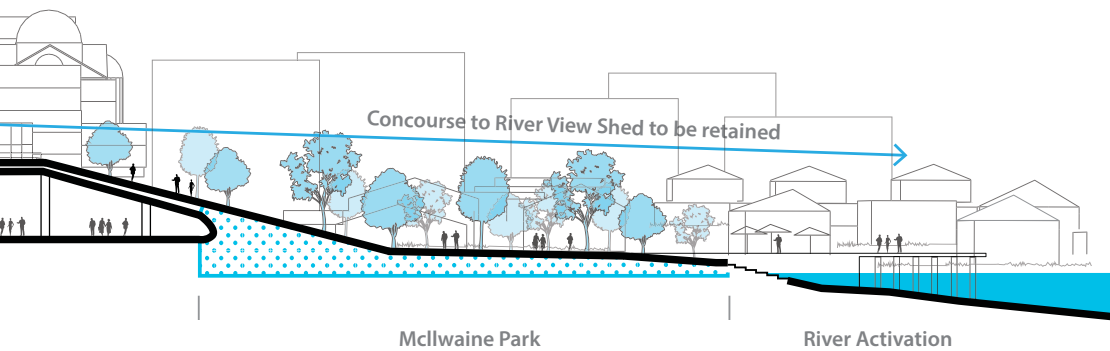 Concourse to River View Shed to be retained
McIlwaine Park
River Activation